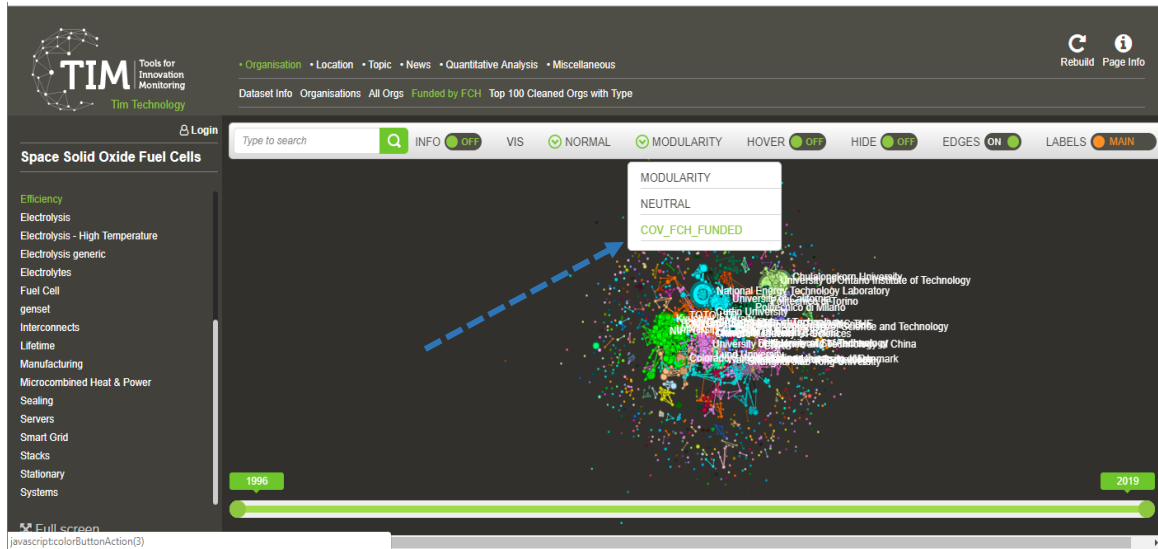 TIM
Tools for
Innovation
Monitoring
Tim Technology
• Organisation • Location • Topic • News • Quantitative Analysis • Miscellaneous
Rebuild Page Info
Dataset Info Organisations All Orgs Funded by FCH Top 100 Cleaned Orgs with Type
Login
Type to search INFO OFF VIS NORMAL MODULARITY HOVER OFF HIDE OFF EDGES ON LABELS MAIN
Space Solid Oxide Fuel Cells
MODULARITY
NEUTRAL
COV_FCH_FUNDED
Efficiency
Electrolysis
Electrolysis - High Temperature
Electrolysis generic
Electrolytes
Fuel Cell
genset
Interconnects
Lifetime
Manufacturing
Microcombined Heat & Power
Sealing
Servers
Smart Grid
Stacks
Stationary
Systems
Chulalongkorn University
University of Ontario Institute of Technology
National Energy Technology Laboratory
University of California
Politecnico di Milano
1996
2019
Full screen
javascript:colorButtonAction(3)